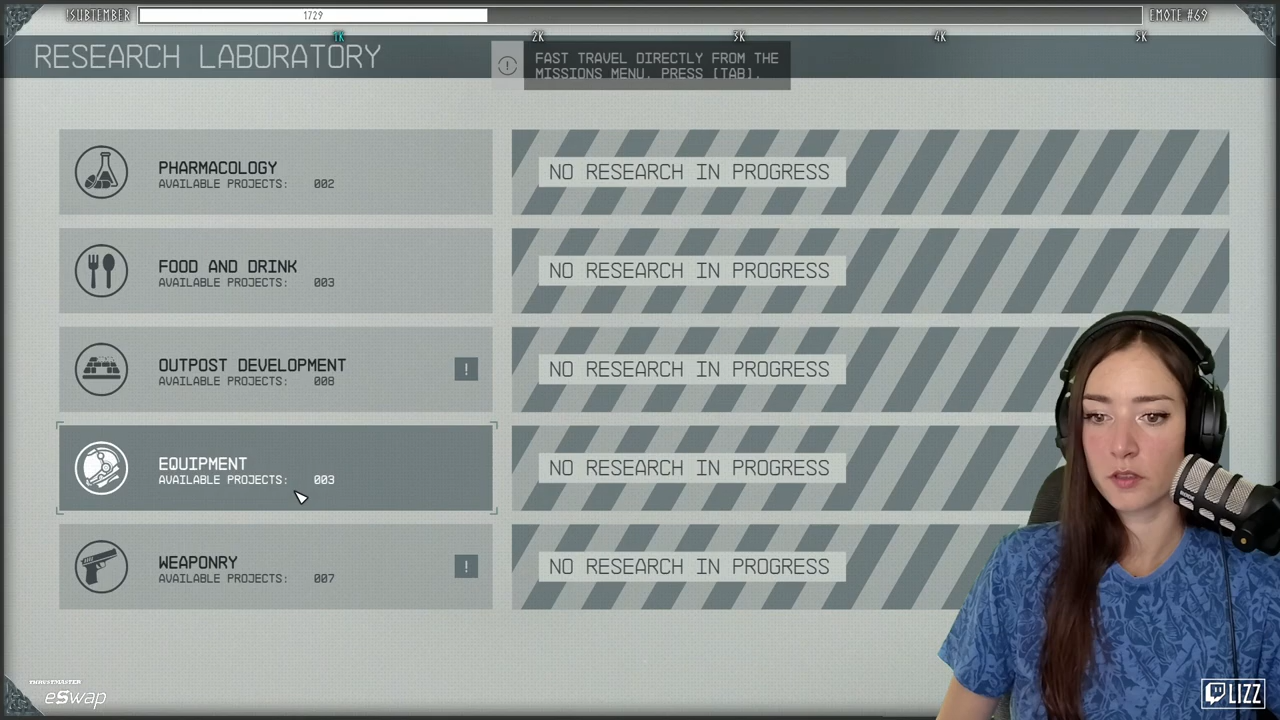 !SUBTEMBER
1729
EMOTE #69
1K
2K
3K
4K
5K
RESEARCH LABORATORY
FAST TRAVEL DIRECTLY FROM THE
MISSIONS MENU. PRESS [TAB].
PHARMACOLOGY
AVAILABLE PROJECTS: 002
NO RESEARCH IN PROGRESS
FOOD AND DRINK
AVAILABLE PROJECTS: 003
NO RESEARCH IN PROGRESS
OUTPOST DEVELOPMENT
AVAILABLE PROJECTS: 008
!
NO RESEARCH IN PROGRESS
EQUIPMENT
AVAILABLE PROJECTS: 003
NO RESEARCH IN PROGRESS
WEAPONRY
AVAILABLE PROJECTS: 007
!
NO RESEARCH IN PROGRESS
THRUSTMASTER
eSwap
LIZZ